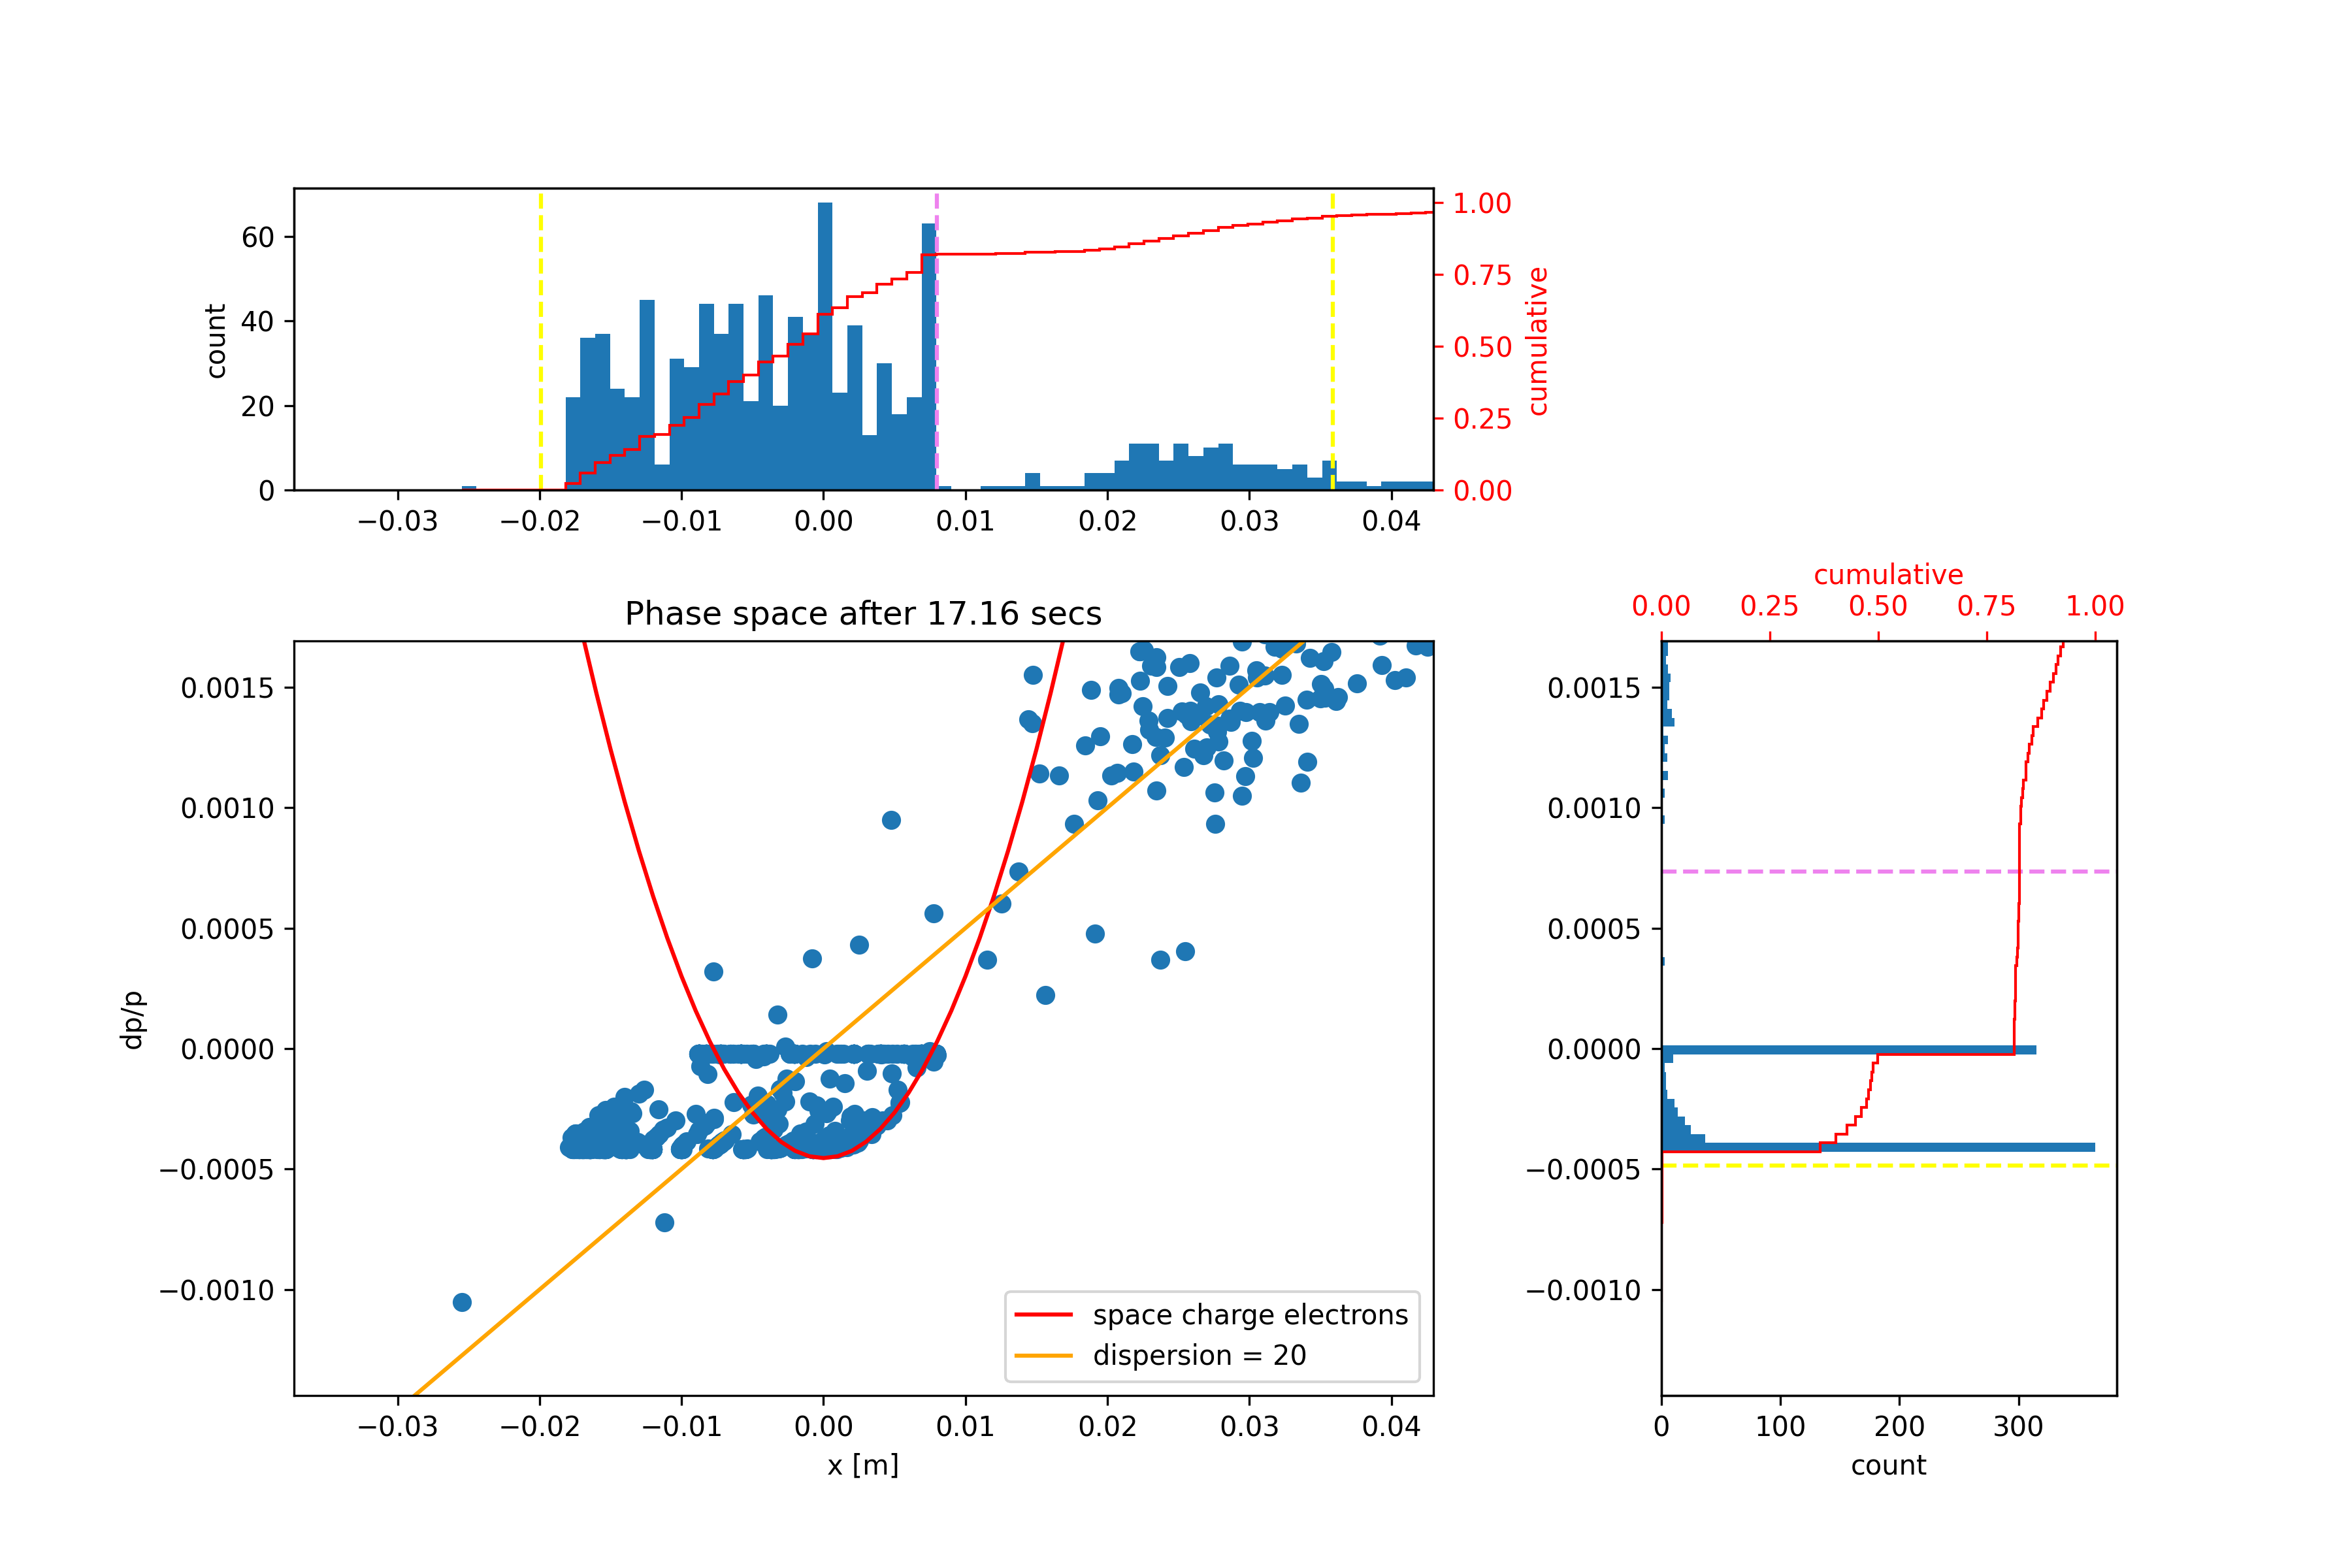 60
40
20
0
count
1.00
0.75
0.50
0.25
0.00
cumulative
−0.03 −0.02 −0.01 0.00 0.01 0.02 0.03 0.04
Phase space after 17.16 secs
0.0015
0.0010
0.0005
0.0000
−0.0005
−0.0010
dp/p
space charge electrons
dispersion = 20
−0.03 −0.02 −0.01 0.00 0.01 0.02 0.03 0.04
x [m]
cumulative
0.00 0.25 0.50 0.75 1.00
0.0015
0.0010
0.0005
0.0000
−0.0005
−0.0010
0 100 200 300
count